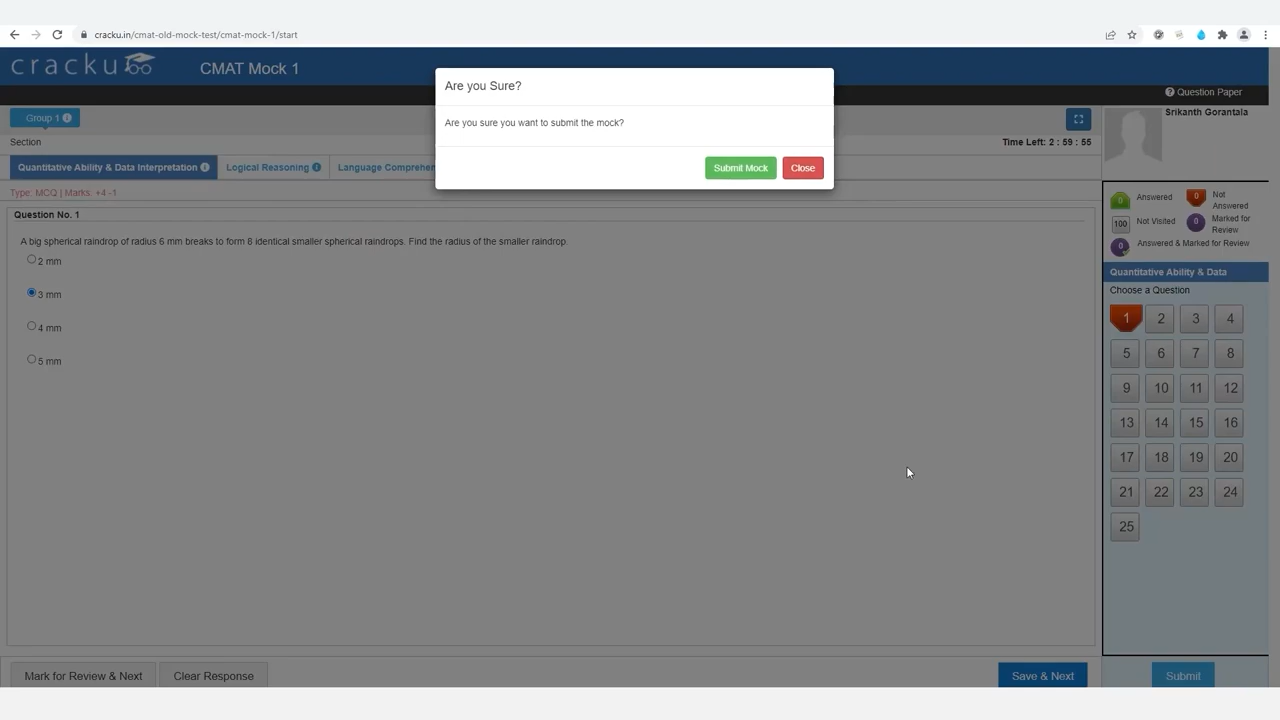 cracku.in/cmat-old-mock-test/cmat-mock-1/start
cracku
CMAT Mock 1
Are you Sure?
Are you sure you want to submit the mock?
Submit Mock
Close
Question Paper
Group 1
Srikanth Gorantala
Section
Time Left: 2 : 59 : 55
Quantitative Ability & Data Interpretation
Logical Reasoning
Language Comprehen
Type: MCQ | Marks: +4 -1
Question No. 1
A big spherical raindrop of radius 6 mm breaks to form 8 identical smaller spherical raindrops. Find the radius of the smaller raindrop.
2 mm
3 mm
4 mm
5 mm
0 Answered
0 Not Answered
100 Not Visited
0 Marked for Review
0 Answered & Marked for Review
Quantitative Ability & Data
Choose a Question
1 2 3 4
5 6 7 8
9 10 11 12
13 14 15 16
17 18 19 20
21 22 23 24
25
Mark for Review & Next
Clear Response
Save & Next
Submit